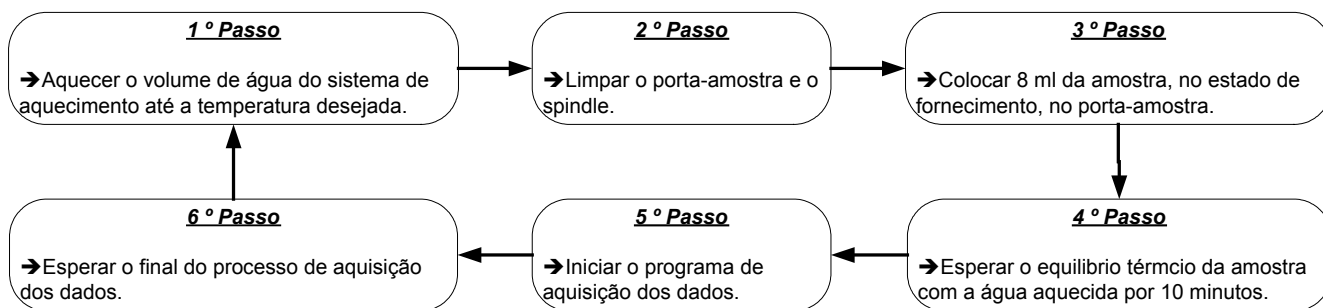 1 º Passo
➔Aquecer o volume de água do sistema de
aquecimento até a temperatura desejada.
2 º Passo
➔Limpar o porta-amostra e o
spindle.
3 º Passo
➔Colocar 8 ml da amostra, no estado de
fornecimento, no porta-amostra.
4 º Passo
➔Esperar o equilibrio térmcio da amostra
com a água aquecida por 10 minutos.
5 º Passo
➔Iniciar o programa de
aquisição dos dados.
6 º Passo
➔Esperar o final do processo de aquisição
dos dados.